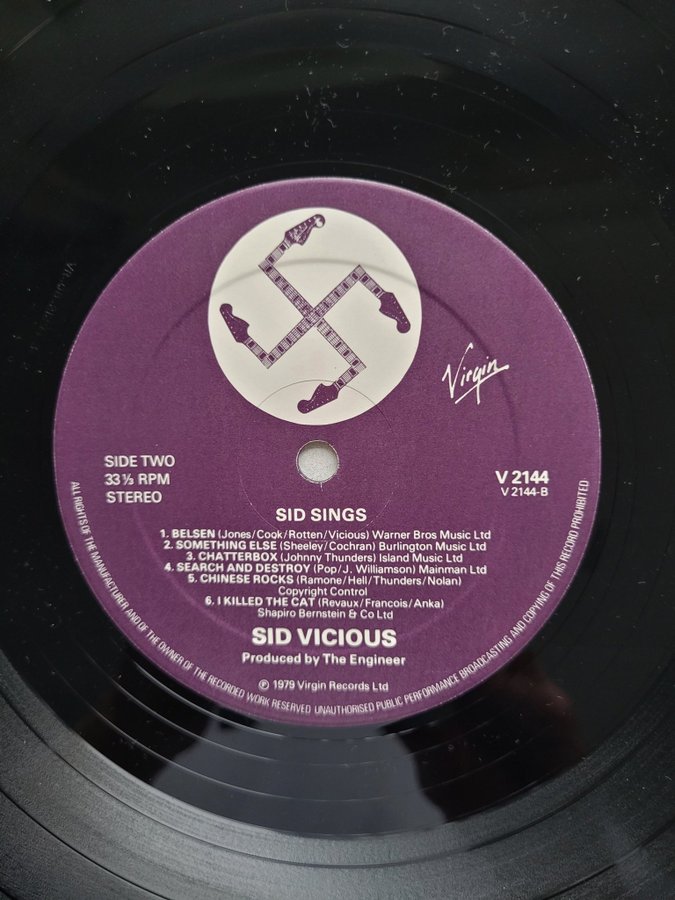 Virgin
SIDE TWO
33⅓ RPM
STEREO
V 2144
V 2144-B
SID SINGS
1. BELSEN (Jones/Cook/Rotten/Vicious) Warner Bros Music Ltd
2. SOMETHING ELSE (Sheeley/Cochran) Burlington Music Ltd
3. CHATTERBOX (Johnny Thunders) Island Music Ltd
4. SEARCH AND DESTROY (Pop/J. Williamson) Mainman Ltd
5. CHINESE ROCKS (Ramone/Hell/Thunders/Nolan)
Copyright Control
6. I KILLED THE CAT (Revaux/Francois/Anka)
Shapiro Bernstein & Co Ltd
SID VICIOUS
Produced by The Engineer
℗ 1979 Virgin Records Ltd
ALL RIGHTS OF THE MANUFACTURER AND OF THE OWNER OF THE RECORDED WORK RESERVED UNAUTHORISED PUBLIC PERFORMANCE BROADCASTING AND COPYING OF THIS RECORD PROHIBITED